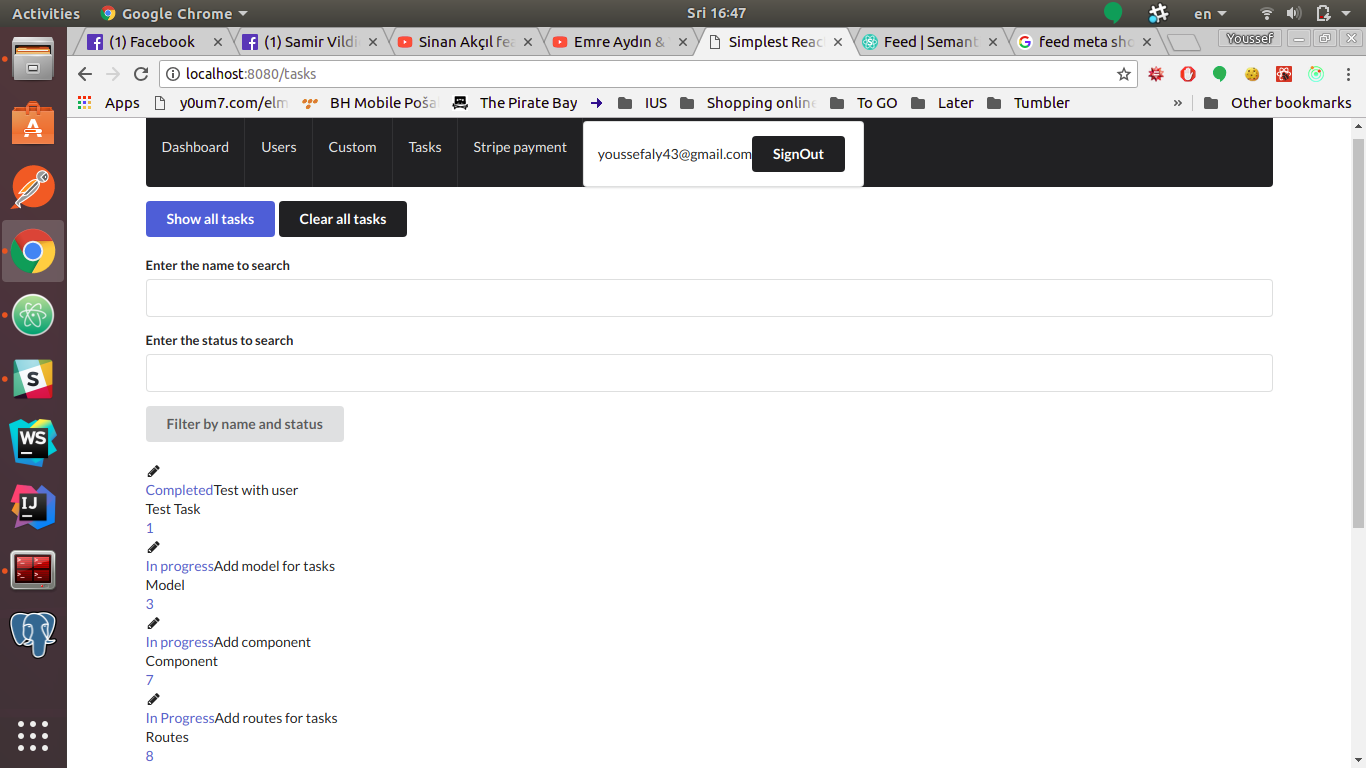 Activities Google Chrome Sri 16:47 en
(1) Facebook (1) Samir Vildi Sinan Akçıl fea Emre Aydın & Simplest Reac Feed | Semant feed meta sho Youssef
localhost:8080/tasks
Apps y0um7.com/elm BH Mobile Poša The Pirate Bay IUS Shopping online To GO Later Tumbler » Other bookmarks
Dashboard Users Custom Tasks Stripe payment youssefaly43@gmail.com SignOut
Show all tasks Clear all tasks
Enter the name to search
Enter the status to search
Filter by name and status
CompletedTest with user
Test Task
1
In progressAdd model for tasks
Model
3
In progressAdd component
Component
7
In ProgressAdd routes for tasks
Routes
8
WS
IJ
S